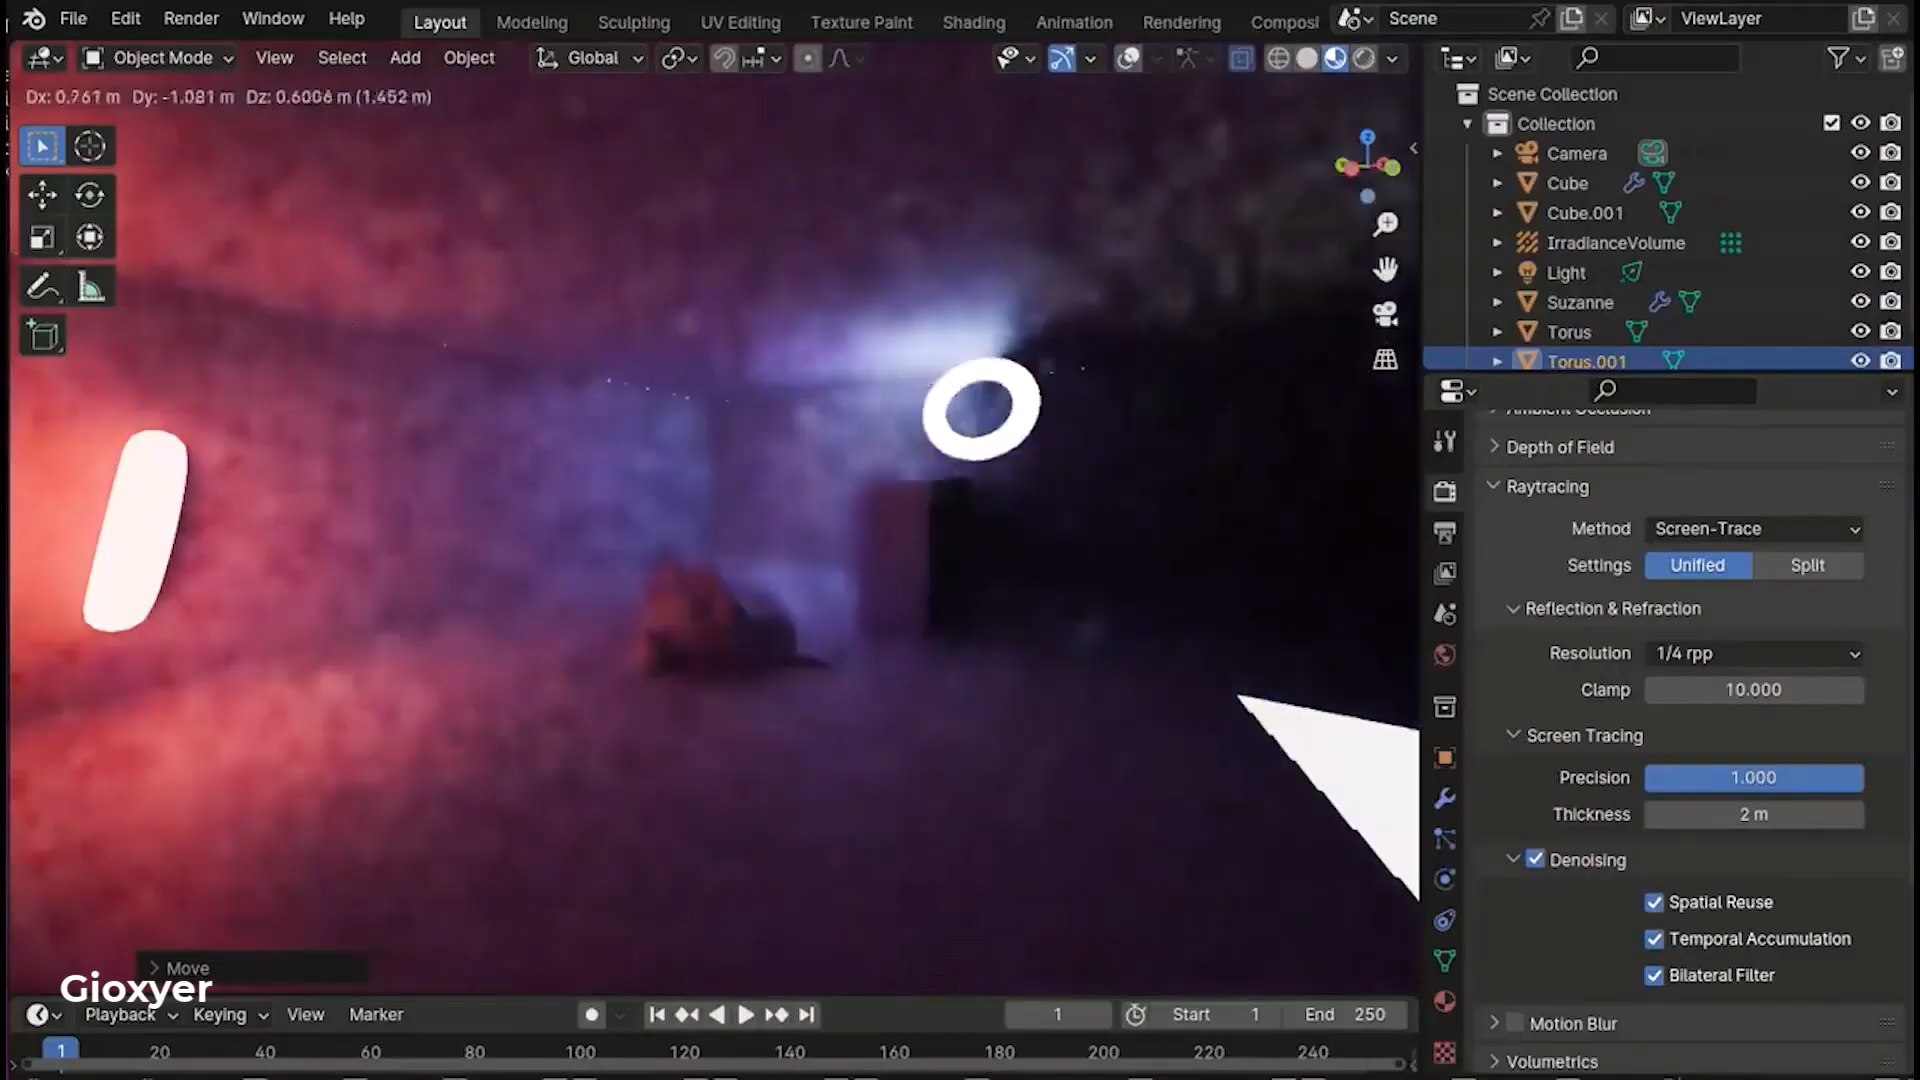 File Edit Render Window Help Layout Modeling Sculpting UV Editing Texture Paint Shading Animation Rendering Composi Scene ViewLayer
Object Mode View Select Add Object Global
Dx: 0.761 m Dy: -1.081 m Dz: 0.6006 m (1.452 m)
Scene Collection
Collection
Camera
Cube
Cube.001
IrradianceVolume
Light
Suzanne
Torus
Torus.001
Ambient Occlusion
Depth of Field
Raytracing
Method Screen-Trace
Settings Unified Split
Reflection & Refraction
Resolution 1/4 rpp
Clamp 10.000
Screen Tracing
Precision 1.000
Thickness 2 m
Denoising
Spatial Reuse
Temporal Accumulation
Bilateral Filter
Motion Blur
Volumetrics
Move
Gioxyer
Playback Keying View Marker 1 Start 1 End 250
1 20 40 60 80 100 120 140 160 180 200 220 240